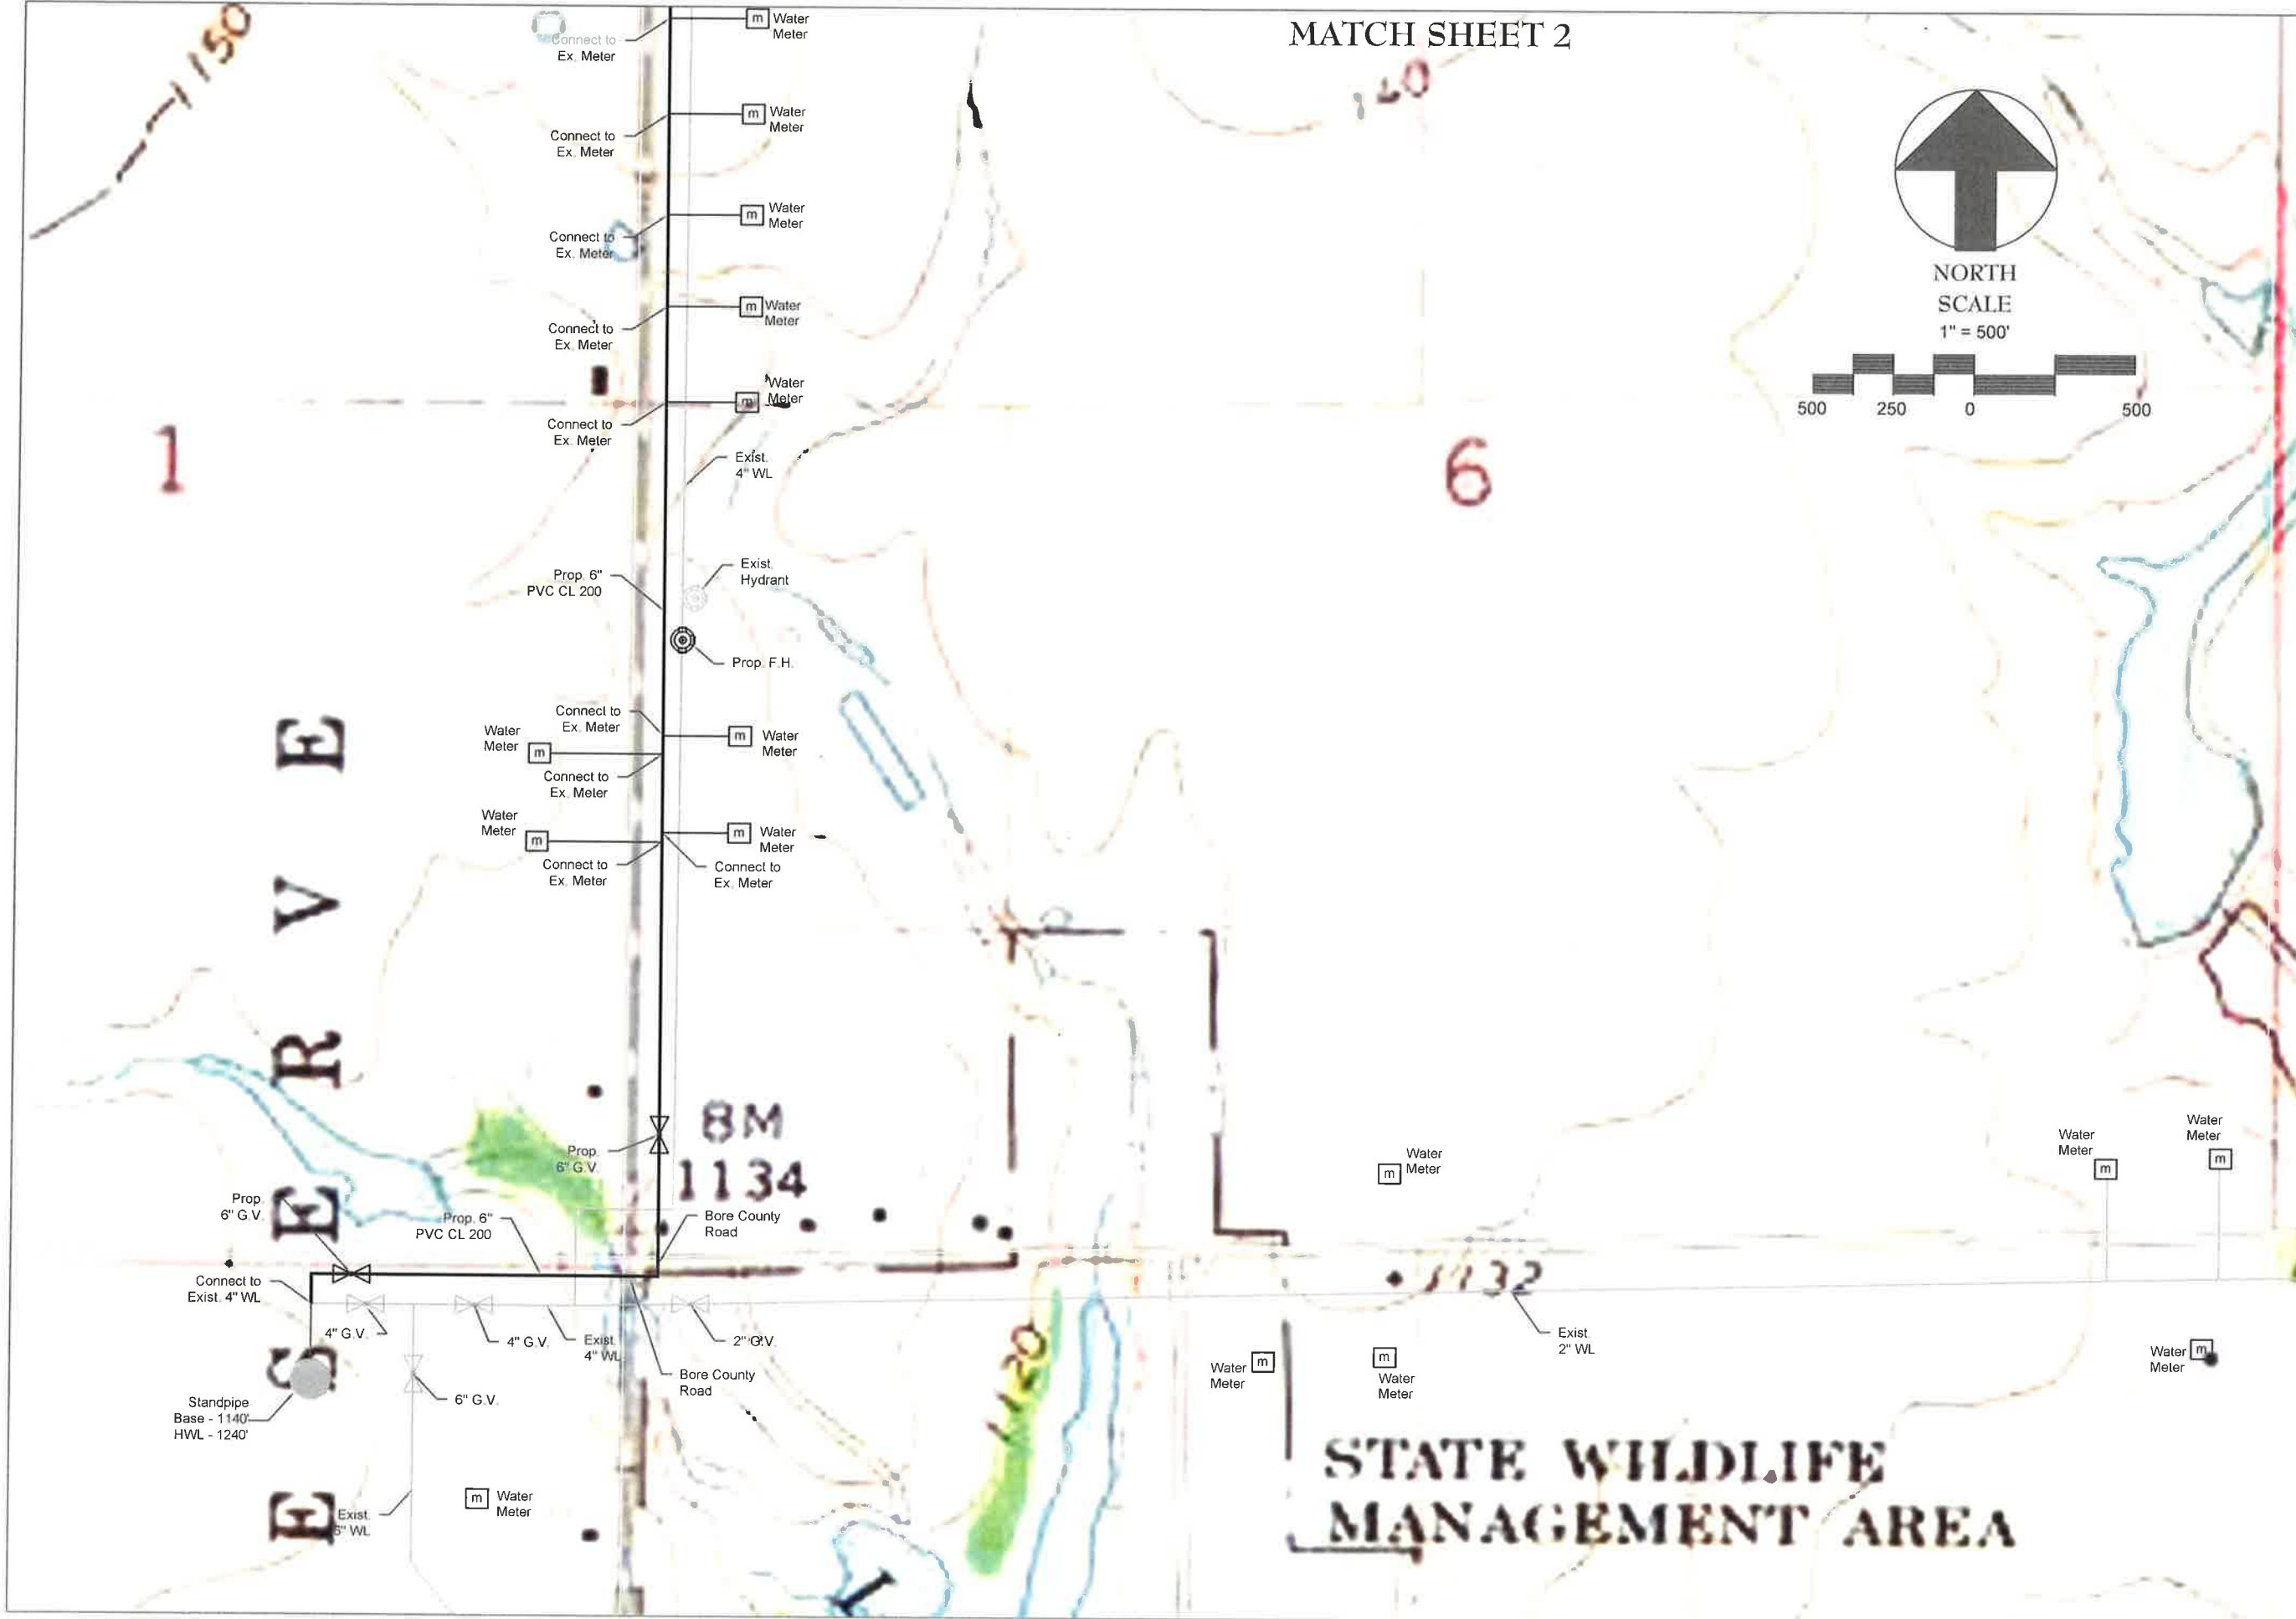 MATCH SHEET 2
1150
Connect to
Ex. Meter
m
Water
Meter
Connect to
Ex. Meter
m
Water
Meter
NORTH
SCALE
1" = 500'
500 250 0 500
Connect to
Ex. Meter
m
Water
Meter
Connect to
Ex. Meter
m
Water
Meter
Connect to
Ex. Meter
m
Water
Meter
1
6
Exist.
4" WL
Exist.
Hydrant
Prop. 6"
PVC CL 200
Prop. F.H.
Connect to
Ex. Meter
m
Water
Meter
Water
Meter
m
Connect to
Ex. Meter
Water
Meter
m
Connect to
Ex. Meter
m
Water
Meter
Connect to
Ex. Meter
E S E R V E
8M
1134
Prop.
6" G.V.
Prop.
6" G.V.
Prop. 6"
PVC CL 200
Bore County
Road
Connect to
Exist. 4" WL
4" G.V.
4" G.V.
Exist.
4" WL
2" G.V.
Bore County
Road
6" G.V.
Standpipe
Base - 1140'
HWL - 1240'
Exist.
6" WL
m
Water
Meter
m
Water
Meter
Water
Meter
m
Water
Meter
m
1132
Exist.
2" WL
Water
Meter
m
m
Water
Meter
Water
Meter
m
STATE WILDLIFE
MANAGEMENT AREA